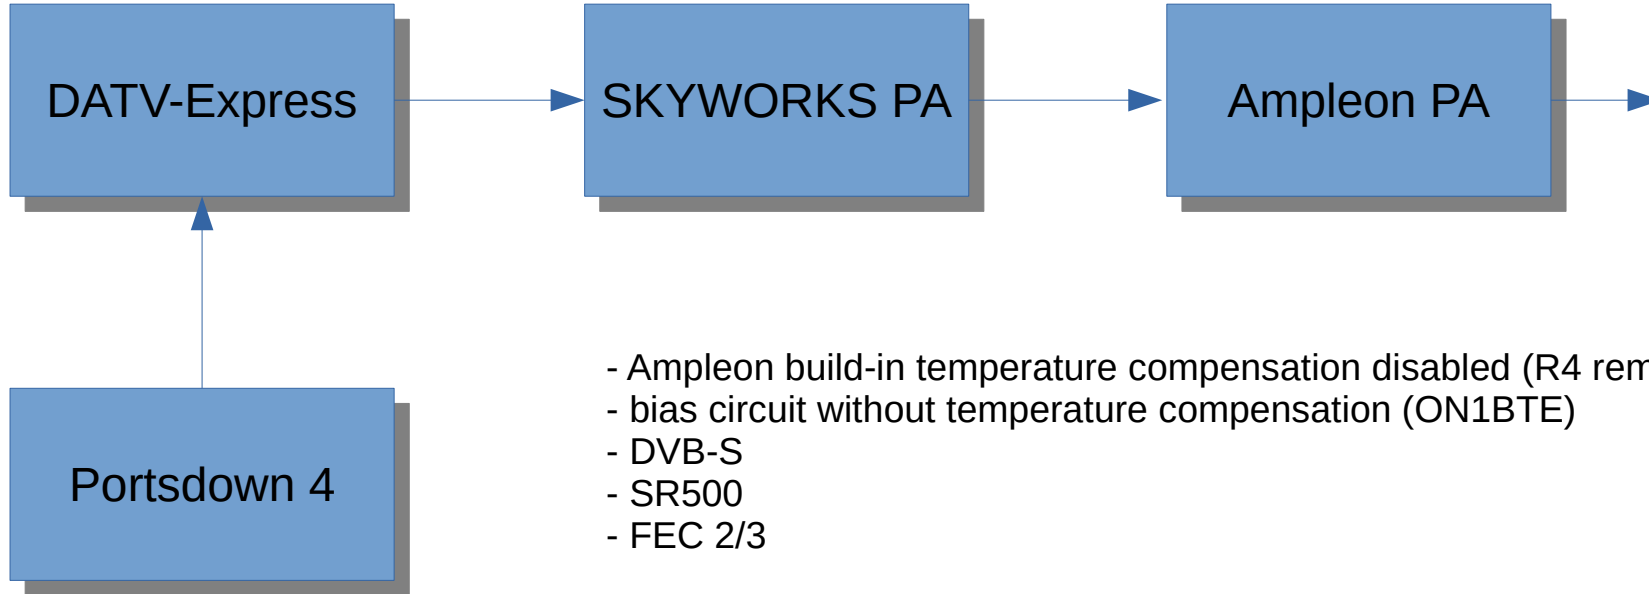 DATV-Express
SKYWORKS PA
Ampleon PA
Portsdown 4
- Ampleon build-in temperature compensation disabled (R4
- bias circuit without temperature compensation (ON1BTE)
- DVB-S
- SR500
- FEC 2/3